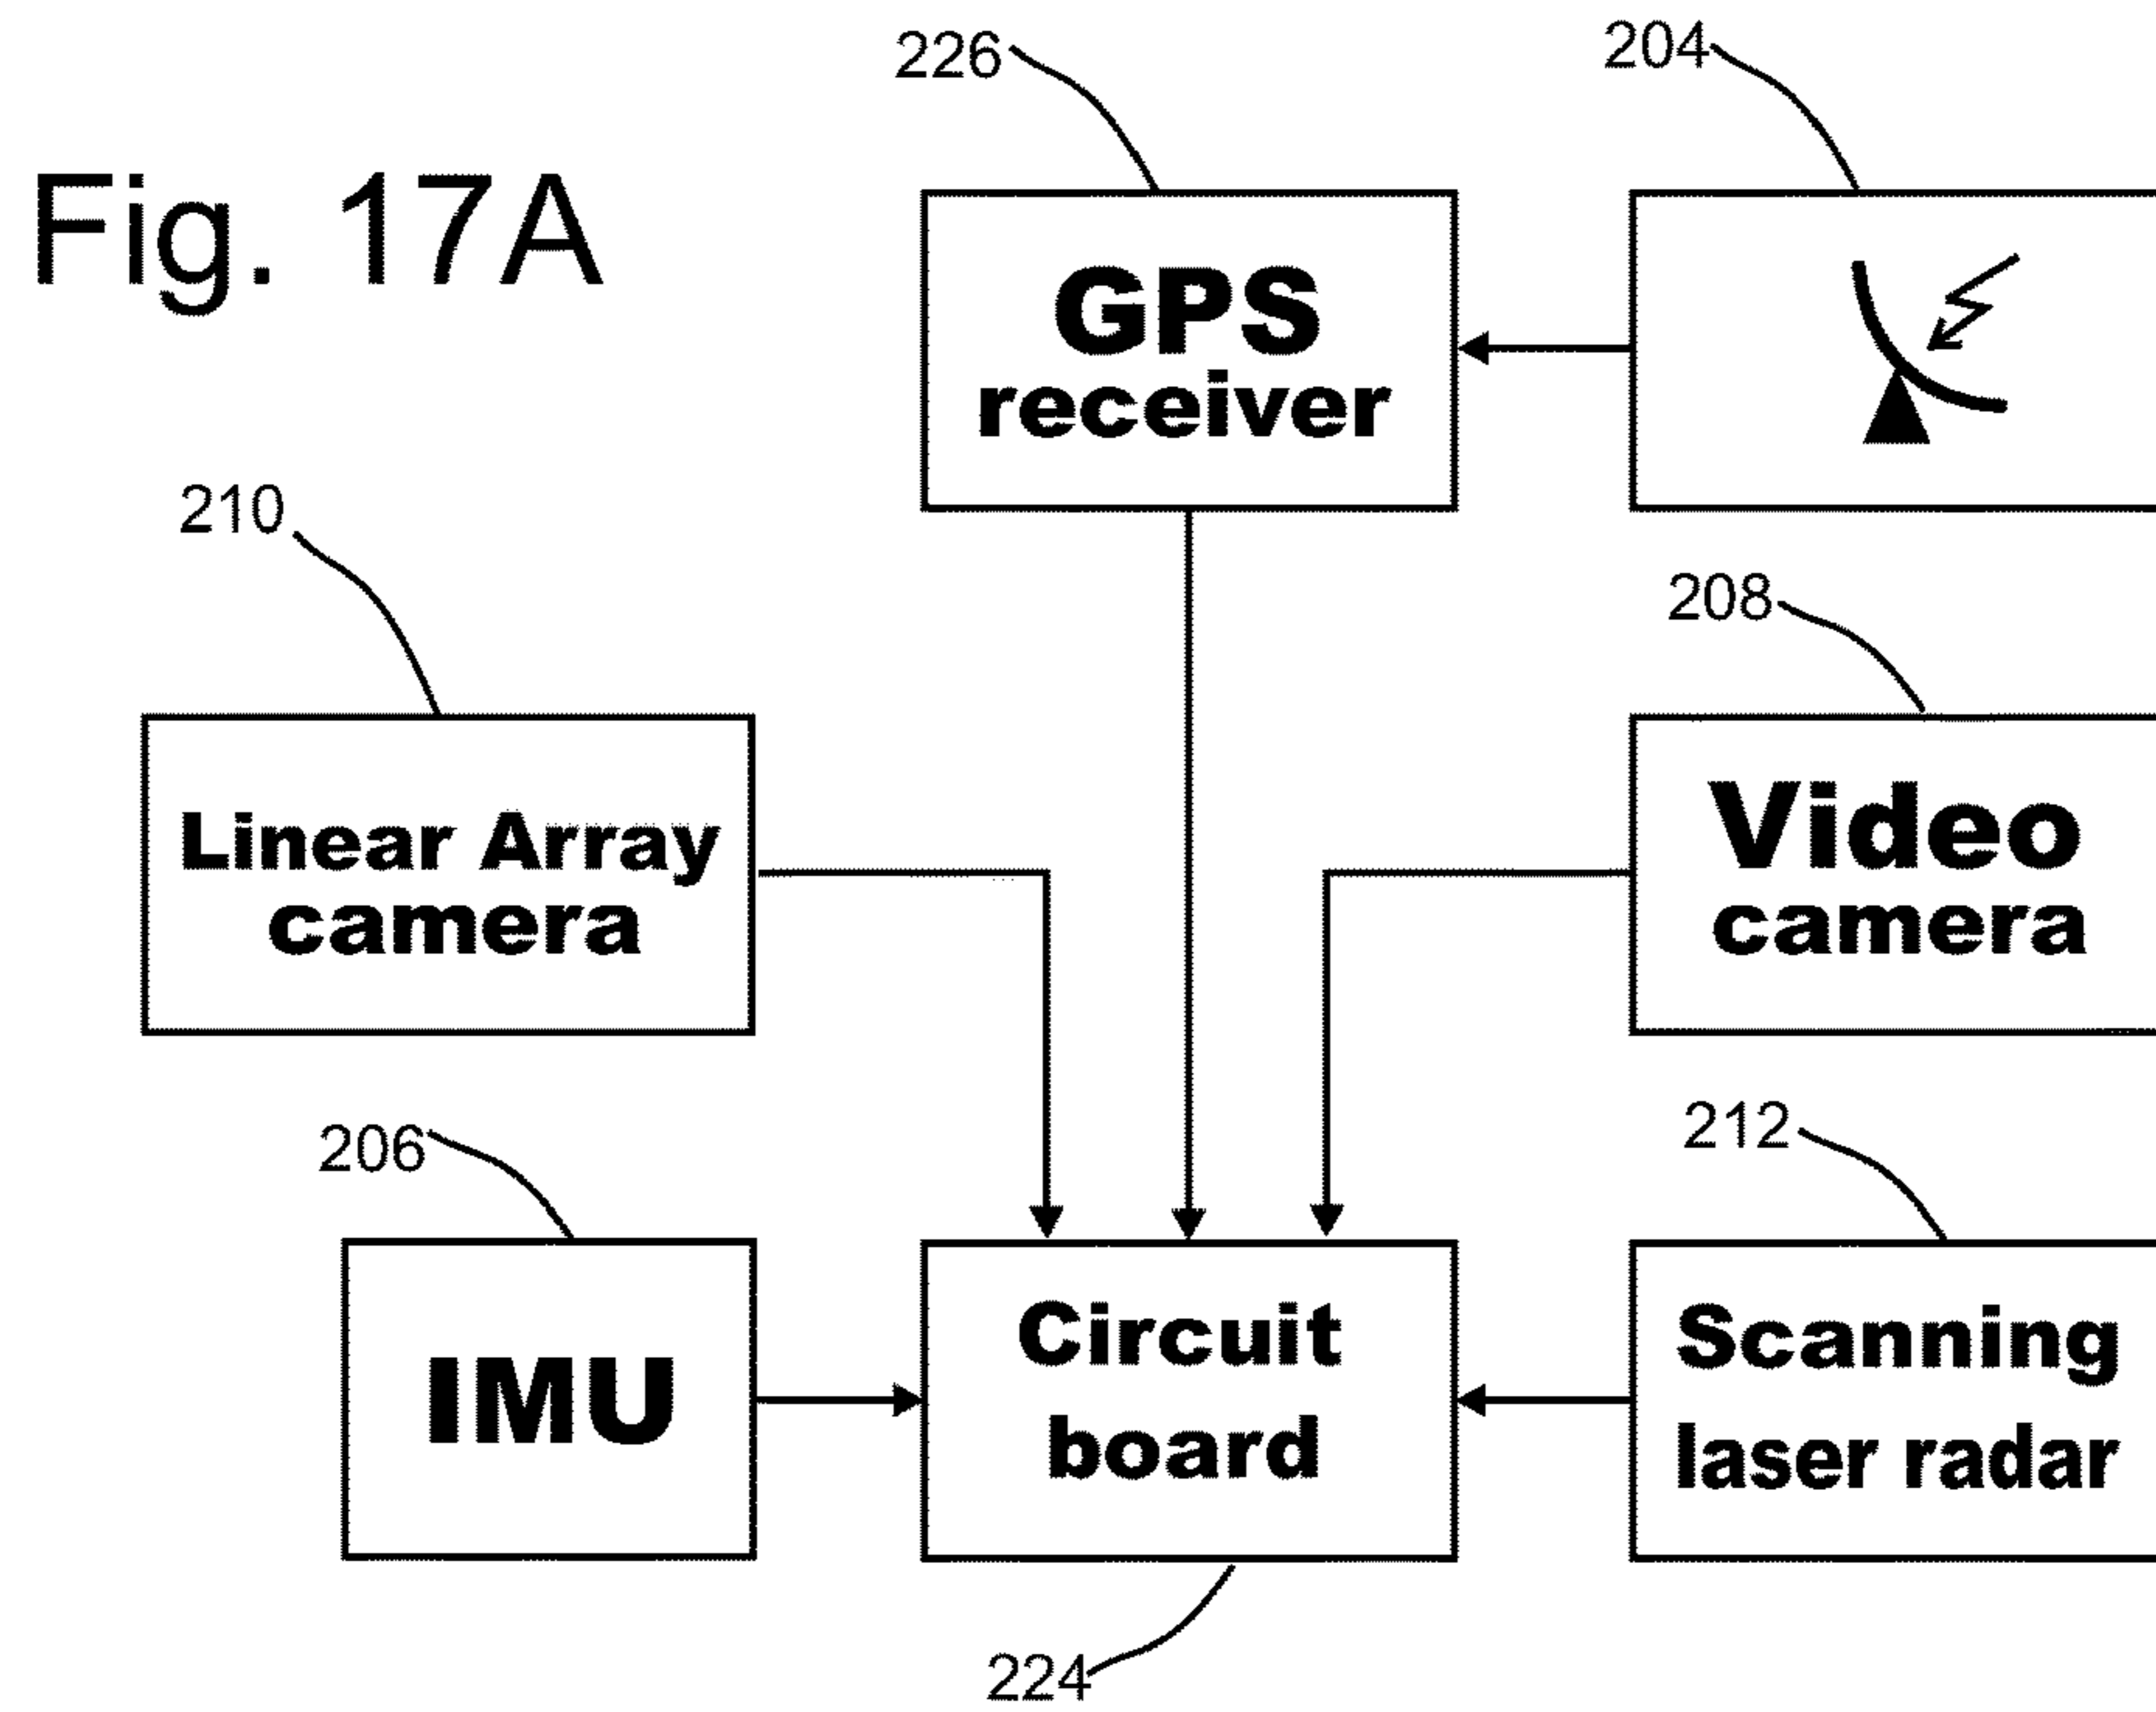 226
204
Fig. 17A
GPS
receiver
210
208
Linear Array
camera
Video
camera
206
212
IMU
Circuit
board
Scanning
laser radar
224